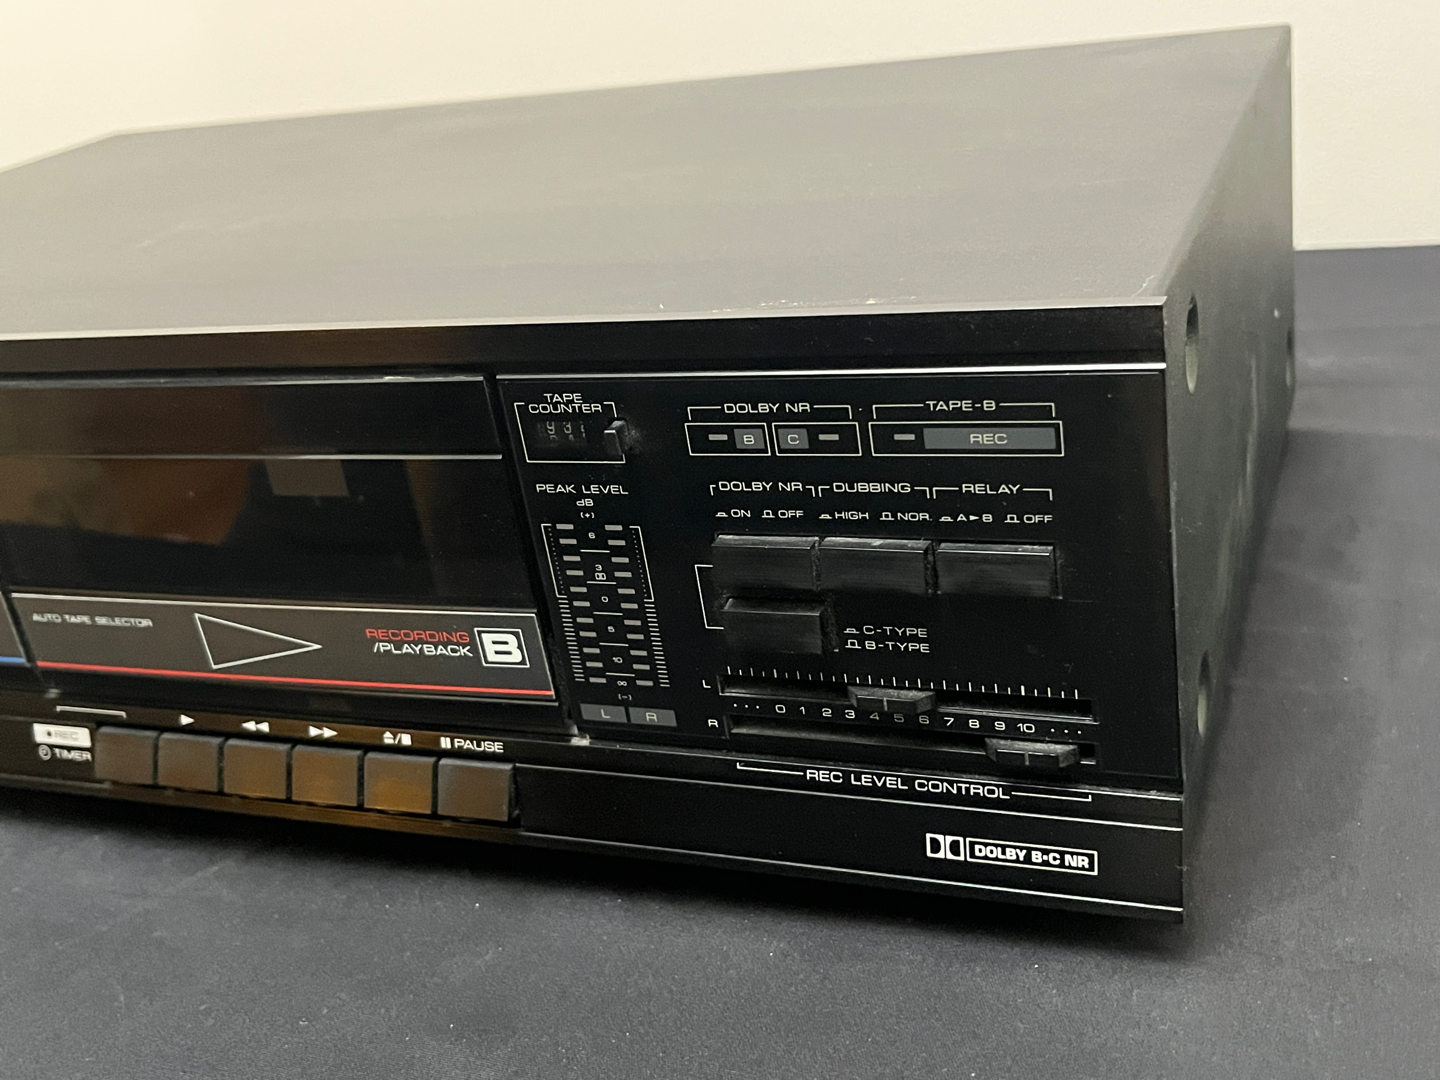 TAPE
COUNTER
DOLBY NR
TAPE-B
B
C
REC
PEAK LEVEL
dB
(+)
6
3
0
5
10
∞
(-)
L R
DOLBY NR DUBBING RELAY
ON OFF HIGH NOR. A►B OFF
C-TYPE
B-TYPE
L
0 1 2 3 4 5 6 7 8 9 10
R
REC LEVEL CONTROL
AUTO TAPE SELECTOR
RECORDING
/PLAYBACK
B
REC
TIMER
PAUSE
DOLBY B·C NR